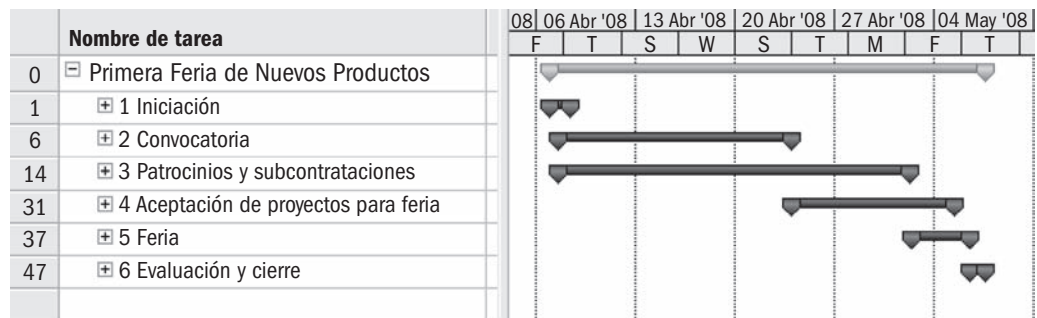 08 06 Abr '08 13 Abr '08 20 Abr '08 27 Abr '08 04 May '08
Nombre de tarea F T S W S T M F T
0 Primera Feria de Nuevos Productos
1 1 Iniciación
6 2 Convocatoria
14 3 Patrocinios y subcontrataciones
31 4 Aceptación de proyectos para feria
37 5 Feria
47 6 Evaluación y cierre